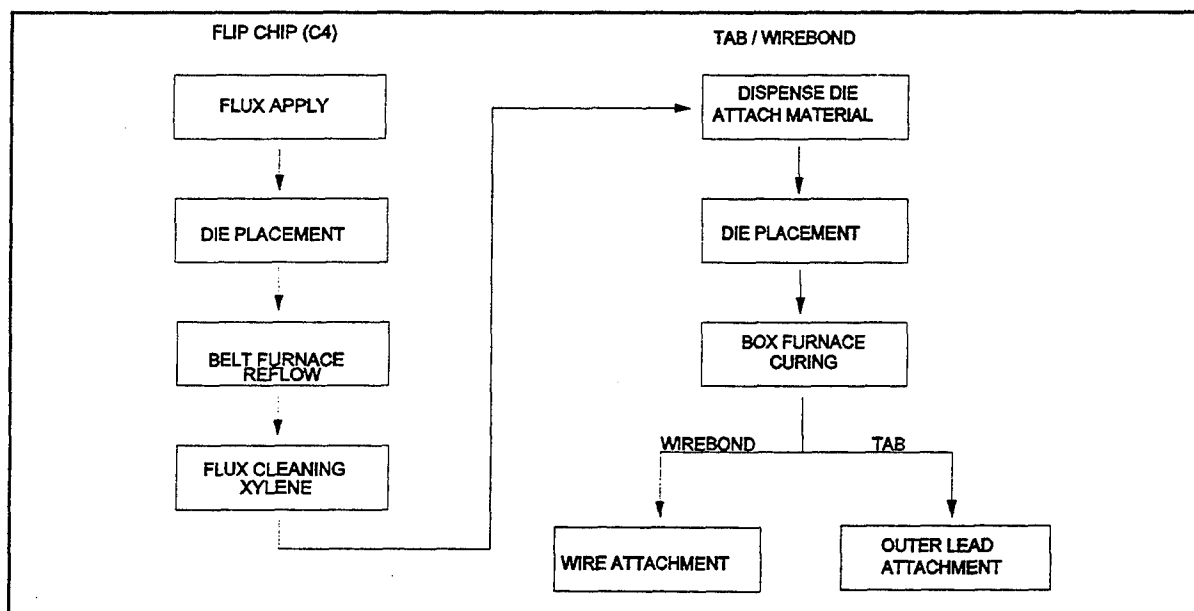 FLIP CHIP (C4)
FLUX APPLY
DIE PLACEMENT
BELT FURNACE
REFLOW
FLUX CLEANING
XYLENE
TAB / WIREBOND
DISPENSE DIE
ATTACH MATERIAL
DIE PLACEMENT
BOX FURNACE
CURING
WIREBOND
TAB
WIRE ATTACHMENT
OUTER LEAD
ATTACHMENT